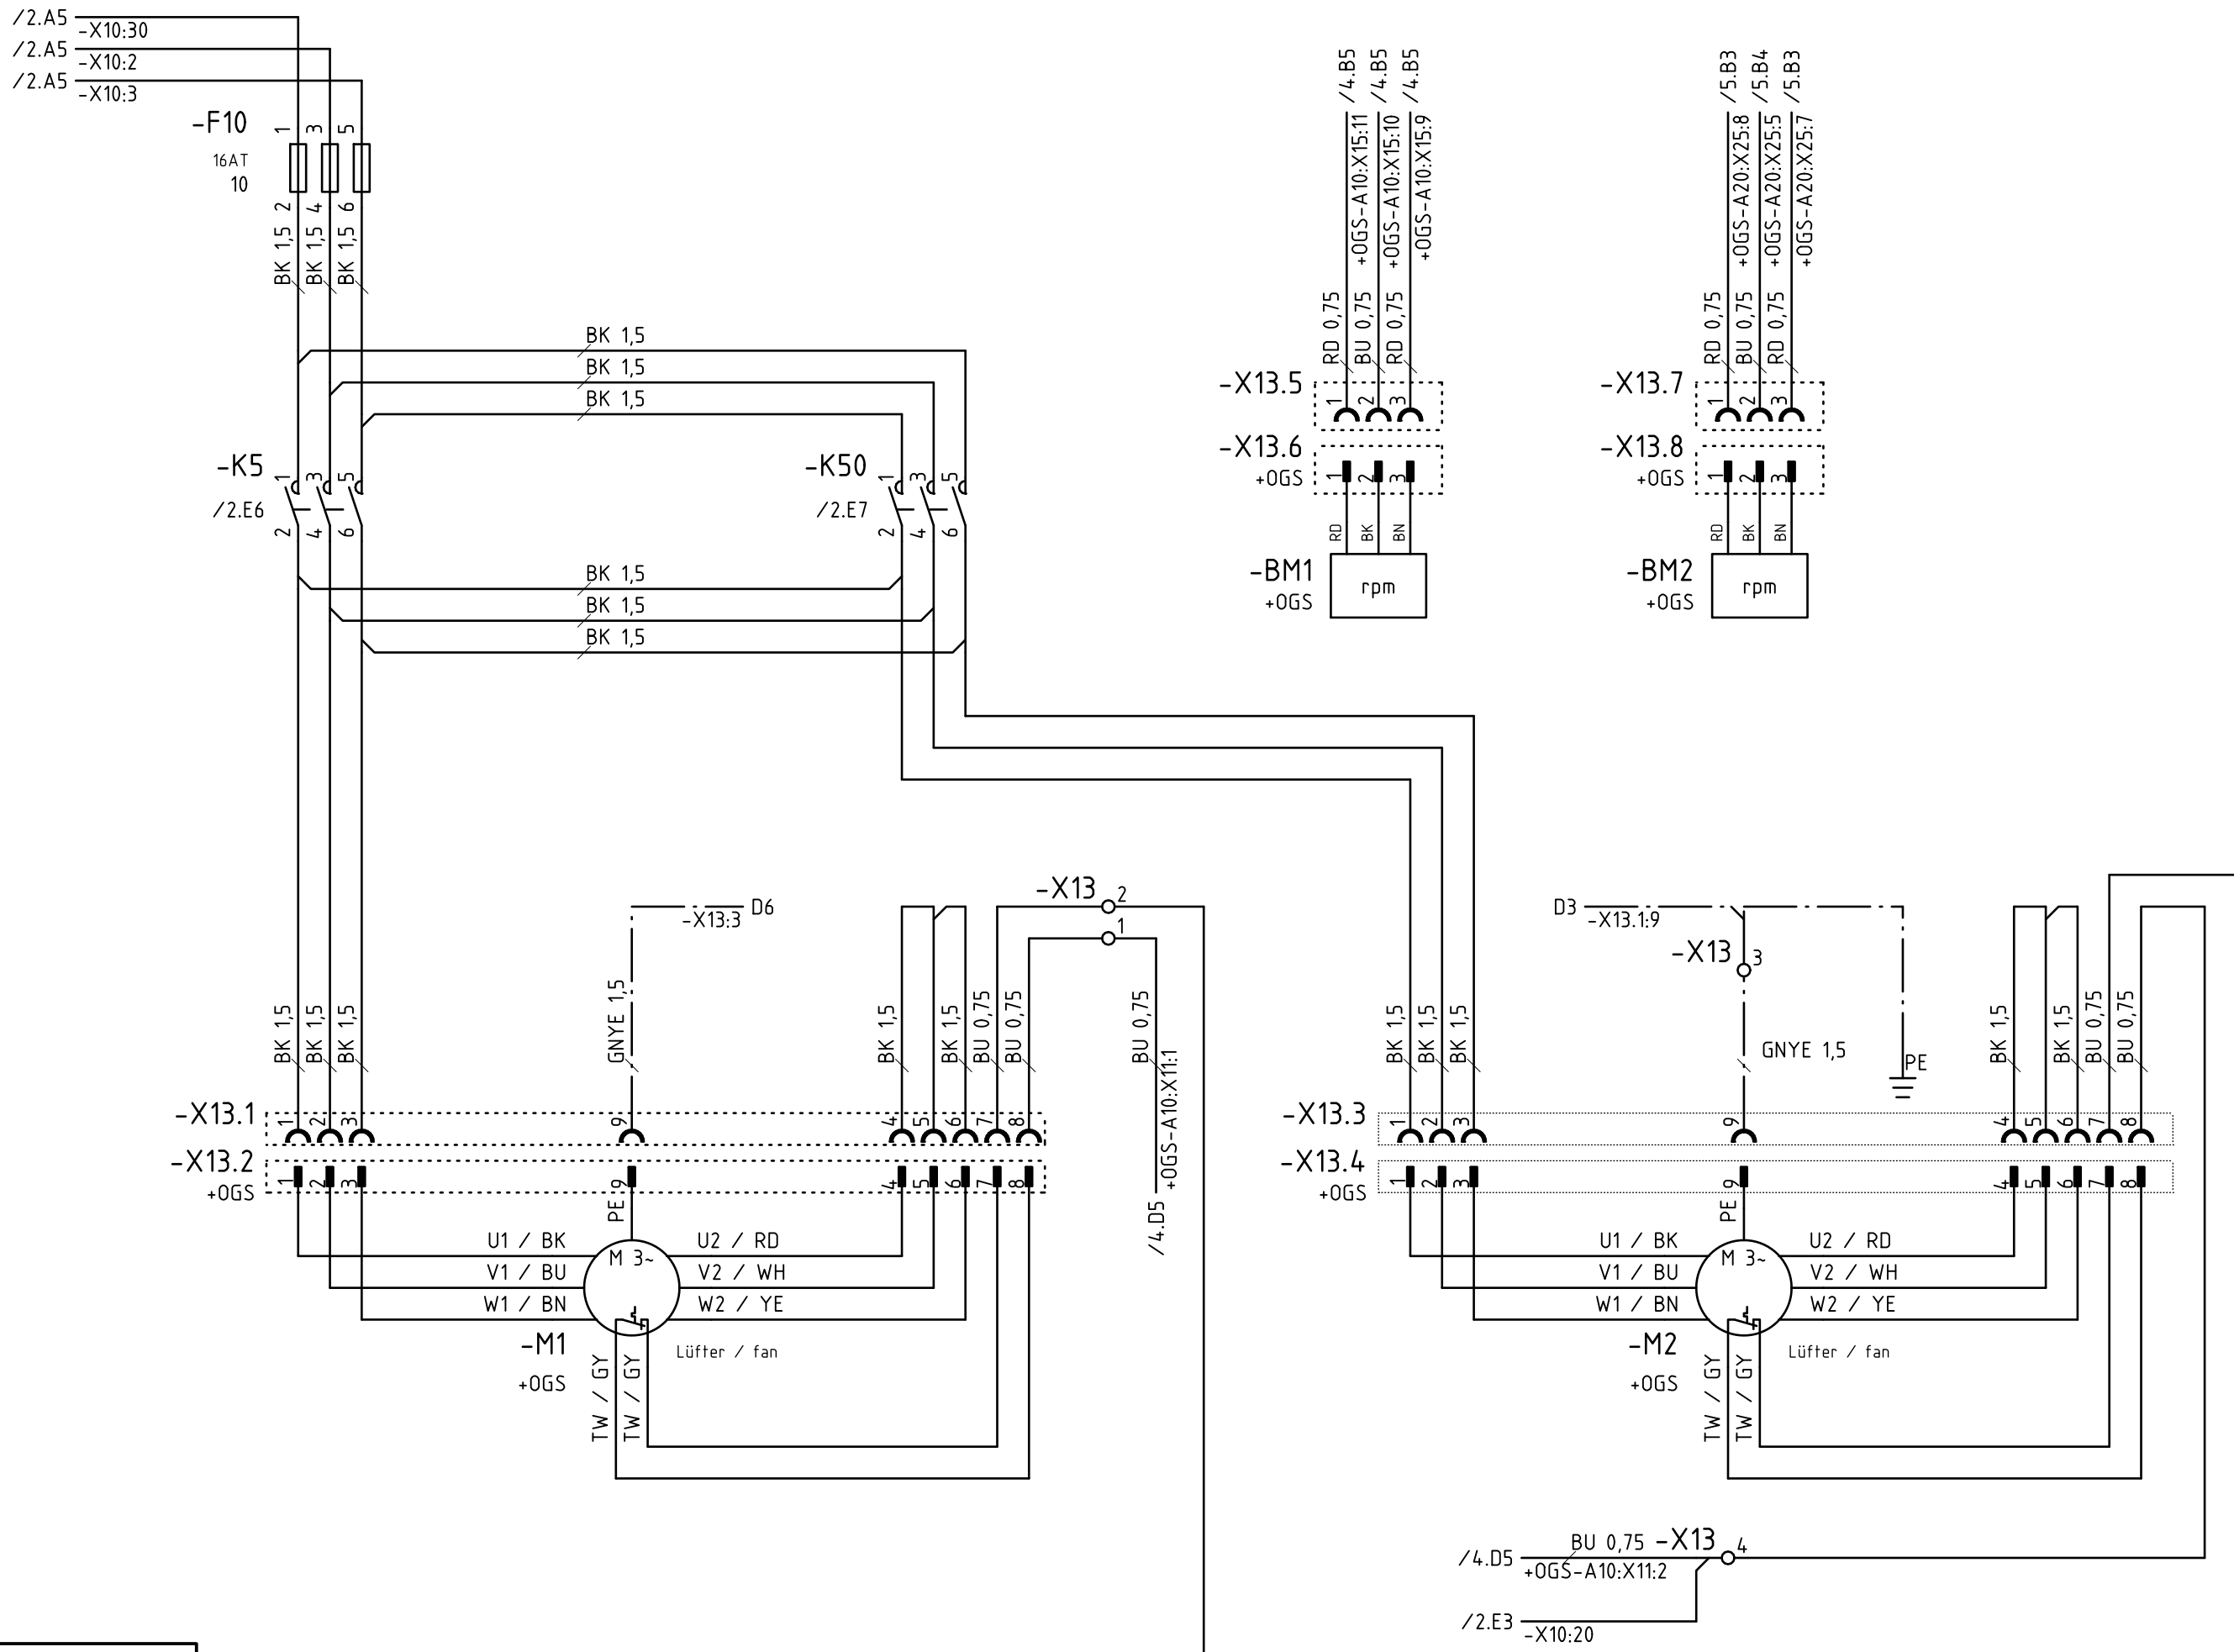 /2.A5
-X10:30
/2.A5
-X10:2
/2.A5
-X10:3
-F10
16AT
10
1 3 5
2 4 6
BK 1,5
BK 1,5
BK 1,5
/4.B5
/4.B5
/4.B5
+OGS-A10:X15:11
+OGS-A10:X15:10
+OGS-A10:X15:9
/5.B3
/5.B4
/5.B3
+OGS-A20:X25:8
+OGS-A20:X25:5
+OGS-A20:X25:7
RD 0,75
BU 0,75
RD 0,75
RD 0,75
BU 0,75
RD 0,75
BK 1,5
BK 1,5
BK 1,5
-X13.5
1 2 3
-X13.7
1 2 3
-X13.6
+OGS
1 2 3
-X13.8
+OGS
1 2 3
-K5
/2.E6
1 3 5
2 4 6
-K50
/2.E7
1 3 5
2 4 6
RD BK BN
RD BK BN
-BM1
+OGS
rpm
-BM2
+OGS
rpm
BK 1,5
BK 1,5
BK 1,5
D6
-X13:3
-X13
2
1
D3
-X13.1:9
-X13
3
BK 1,5
BK 1,5
BK 1,5
GNYE 1,5
BK 1,5
BK 1,5
BU 0,75
BU 0,75
BU 0,75
+OGS-A10:X11:1
/4.D5
BK 1,5
BK 1,5
BK 1,5
GNYE 1,5
PE
BK 1,5
BK 1,5
BU 0,75
BU 0,75
-X13.1
1 2 3 9 4 5 6 7 8
-X13.2
+OGS
1 2 3 9 4 5 6 7 8
-X13.3
1 2 3 9 4 5 6 7 8
-X13.4
+OGS
1 2 3 9 4 5 6 7 8
PE
U1 / BK
V1 / BU
W1 / BN
M 3~
U2 / RD
V2 / WH
W2 / YE
-M1
+OGS
Lüfter / fan
TW / GY
TW / GY
PE
U1 / BK
V1 / BU
W1 / BN
M 3~
U2 / RD
V2 / WH
W2 / YE
-M2
+OGS
Lüfter / fan
TW / GY
TW / GY
/4.D5
BU 0,75
-X13
4
+OGS-A10:X11:2
/2.E3
-X10:20